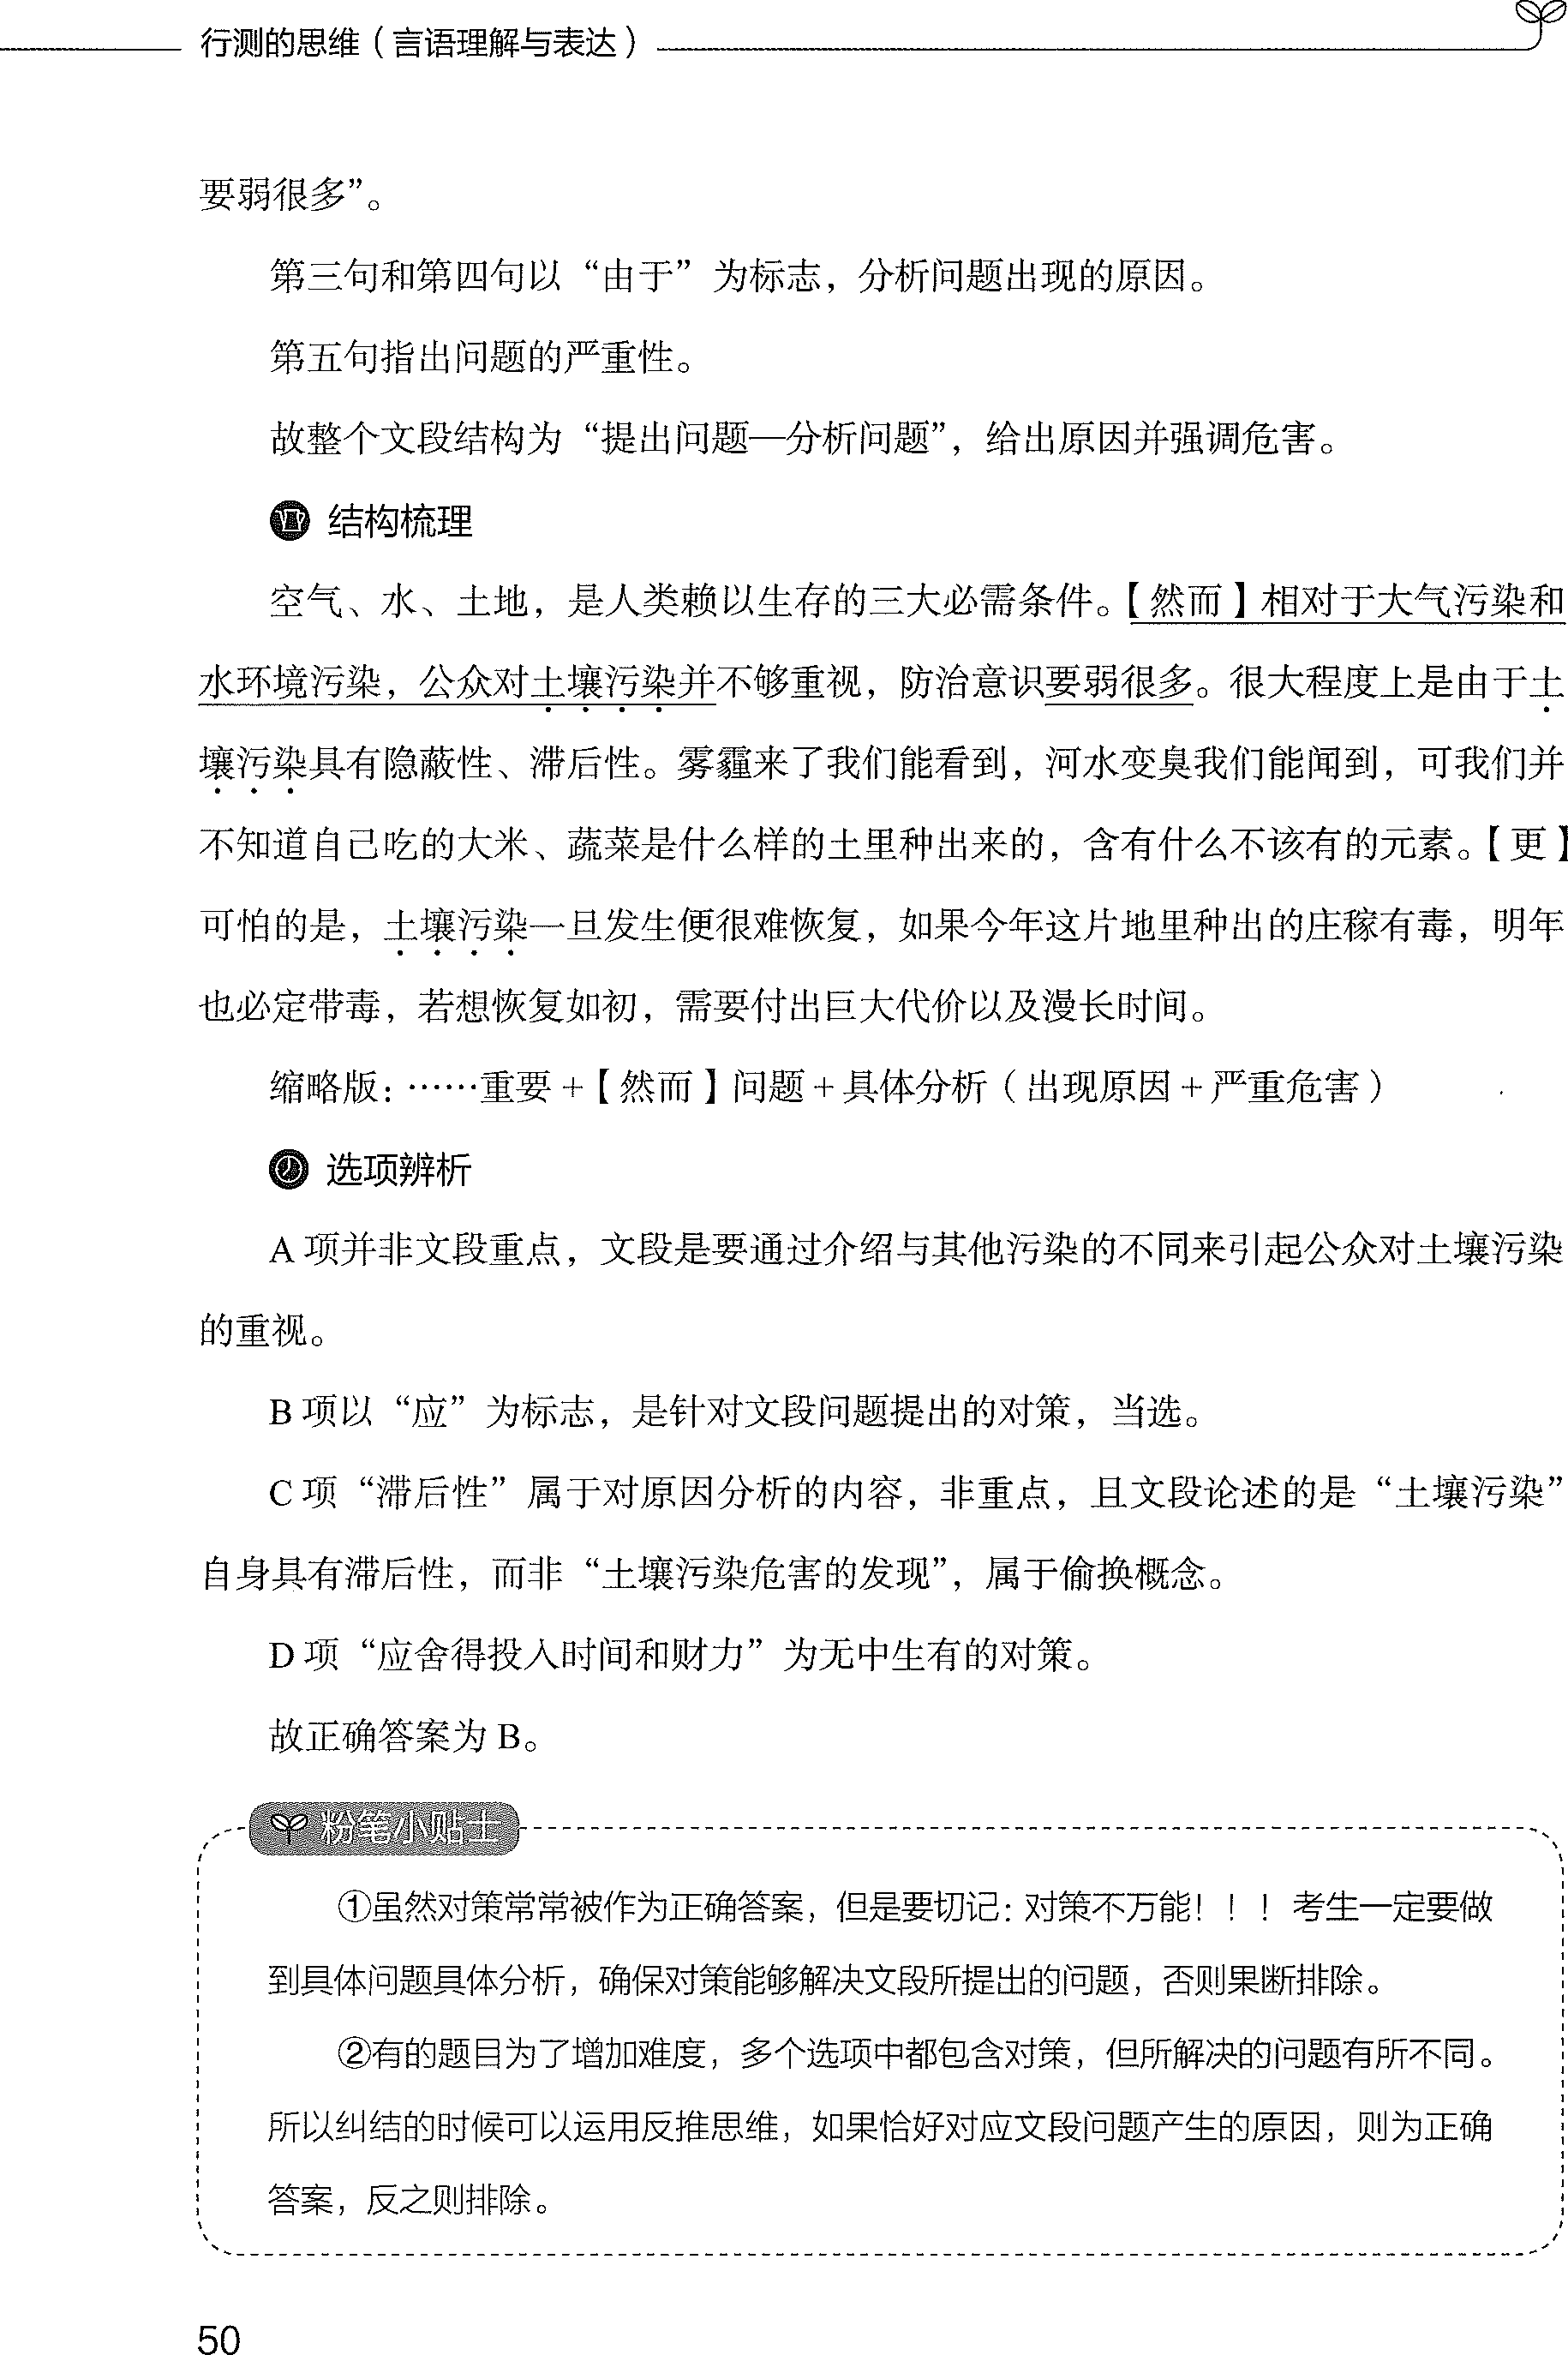 行测的思维（言语理解与表达）
要弱很多”。
第三句和第四句以“由于”为标志，分析问题出现的原因。
第五句指出问题的严重性。
故整个文段结构为“提出问题—分析问题”，给出原因并强调危害。
结构梳理
空气、水、土地，是人类赖以生存的三大必需条件。【然而】相对于大气污染和
水环境污染，公众对土壤污染并不够重视，防治意识要弱很多。很大程度上是由于土
壤污染具有隐蔽性、滞后性。雾霾来了我们能看到，河水变臭我们能闻到，可我们并
不知道自己吃的大米、蔬菜是什么样的土里种出来的，含有什么不该有的元素。【更】
可怕的是，土壤污染一旦发生便很难恢复，如果今年这片地里种出的庄稼有毒，明年
也必定带毒，若想恢复如初，需要付出巨大代价以及漫长时间。
缩略版：……重要+【然而】问题+具体分析（出现原因+严重危害）
选项辨析
A 项并非文段重点，文段是要通过介绍与其他污染的不同来引起公众对土壤污染
的重视。
B 项以“应”为标志，是针对文段问题提出的对策，当选。
C 项“滞后性”属于对原因分析的内容，非重点，且文段论述的是“土壤污染”
自身具有滞后性，而非“土壤污染危害的发现”，属于偷换概念。
D 项“应舍得投入时间和财力”为无中生有的对策。
故正确答案为 B。
粉笔小贴士
①虽然对策常常被作为正确答案，但是要切记：对策不万能！！！考生一定要做
到具体问题具体分析，确保对策能够解决文段所提出的问题，否则果断排除。
②有的题目为了增加难度，多个选项中都包含对策，但所解决的问题有所不同。
所以纠结的时候可以运用反推思维，如果恰好对应文段问题产生的原因，则为正确
答案，反之则排除。
50